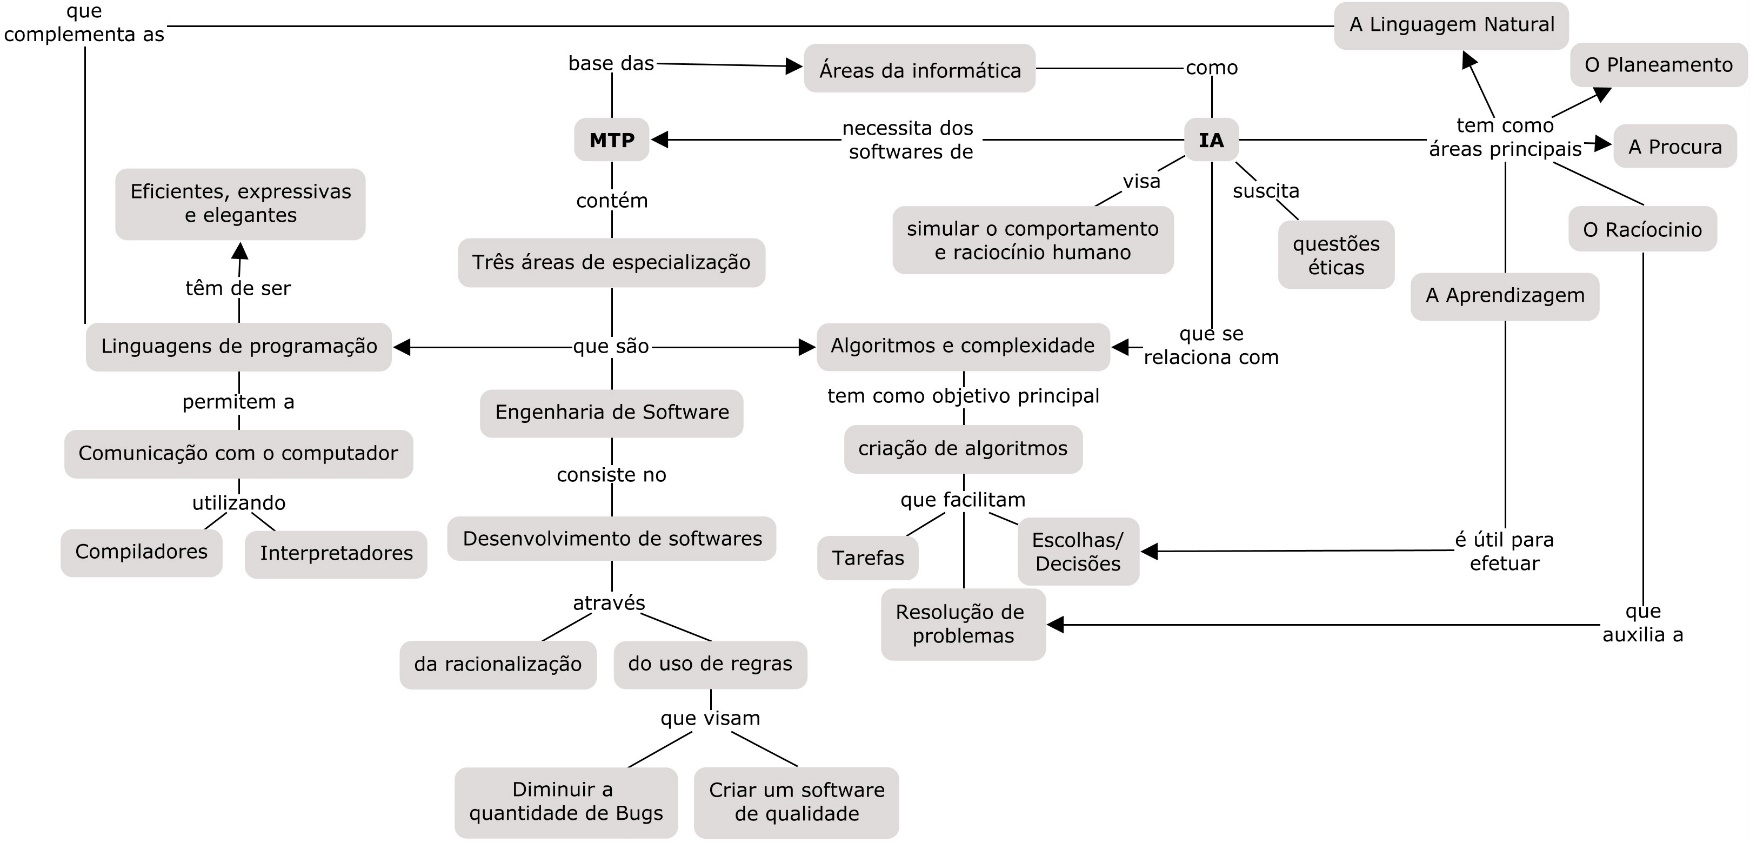 que
complementa as
A Linguagem Natural
base das
Áreas da informática
como
O Planeamento
MTP
necessita dos
softwares de
IA
tem como
áreas principais
A Procura
visa
suscita
Eficientes, expressivas
e elegantes
contém
simular o comportamento
e raciocínio humano
questões
éticas
O Racíocinio
Três áreas de especialização
têm de ser
A Aprendizagem
Linguagens de programação
que são
Algoritmos e complexidade
que se
relaciona com
permitem a
Engenharia de Software
tem como objetivo principal
Comunicação com o computador
criação de algoritmos
utilizando
consiste no
que facilitam
Compiladores
Interpretadores
Desenvolvimento de softwares
Tarefas
Escolhas/
Decisões
é útil para
efetuar
através
Resolução de
problemas
que
auxilia a
da racionalização
do uso de regras
que visam
Diminuir a
quantidade de Bugs
Criar um software
de qualidade